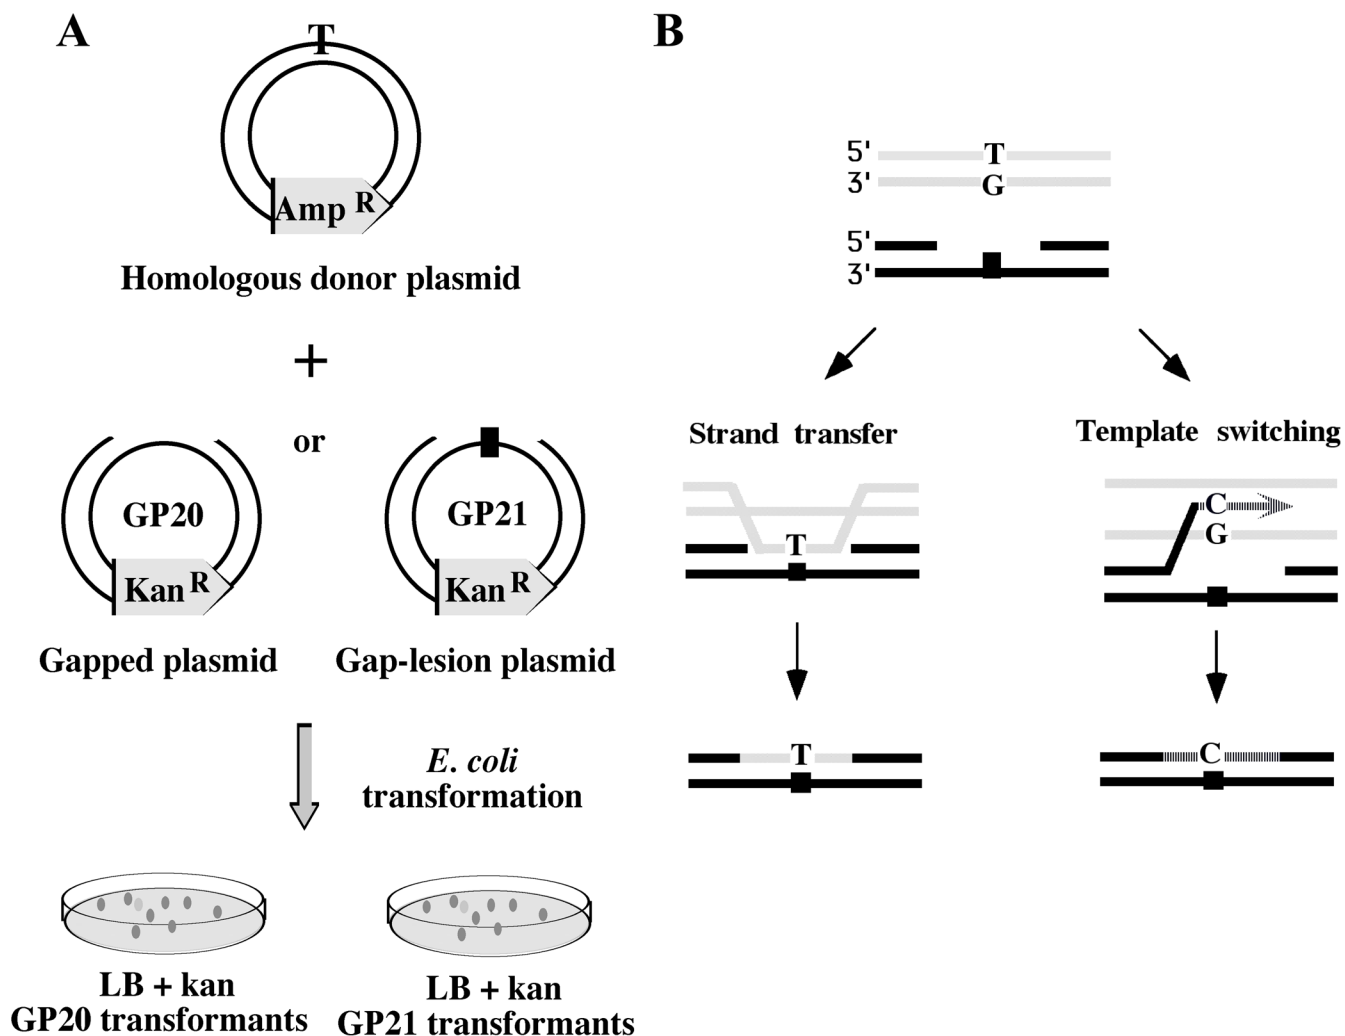 A
T
Amp R
Homologous donor plasmid
+
or
GP20
Kan R
Gapped plasmid
GP21
Kan R
Gap-lesion plasmid
E. coli
transformation
LB + kan
GP20 transformants
LB + kan
GP21 transformants
B
5' T
3' G
5'
3'
Strand transfer
T
T
Template switching
C
G
C